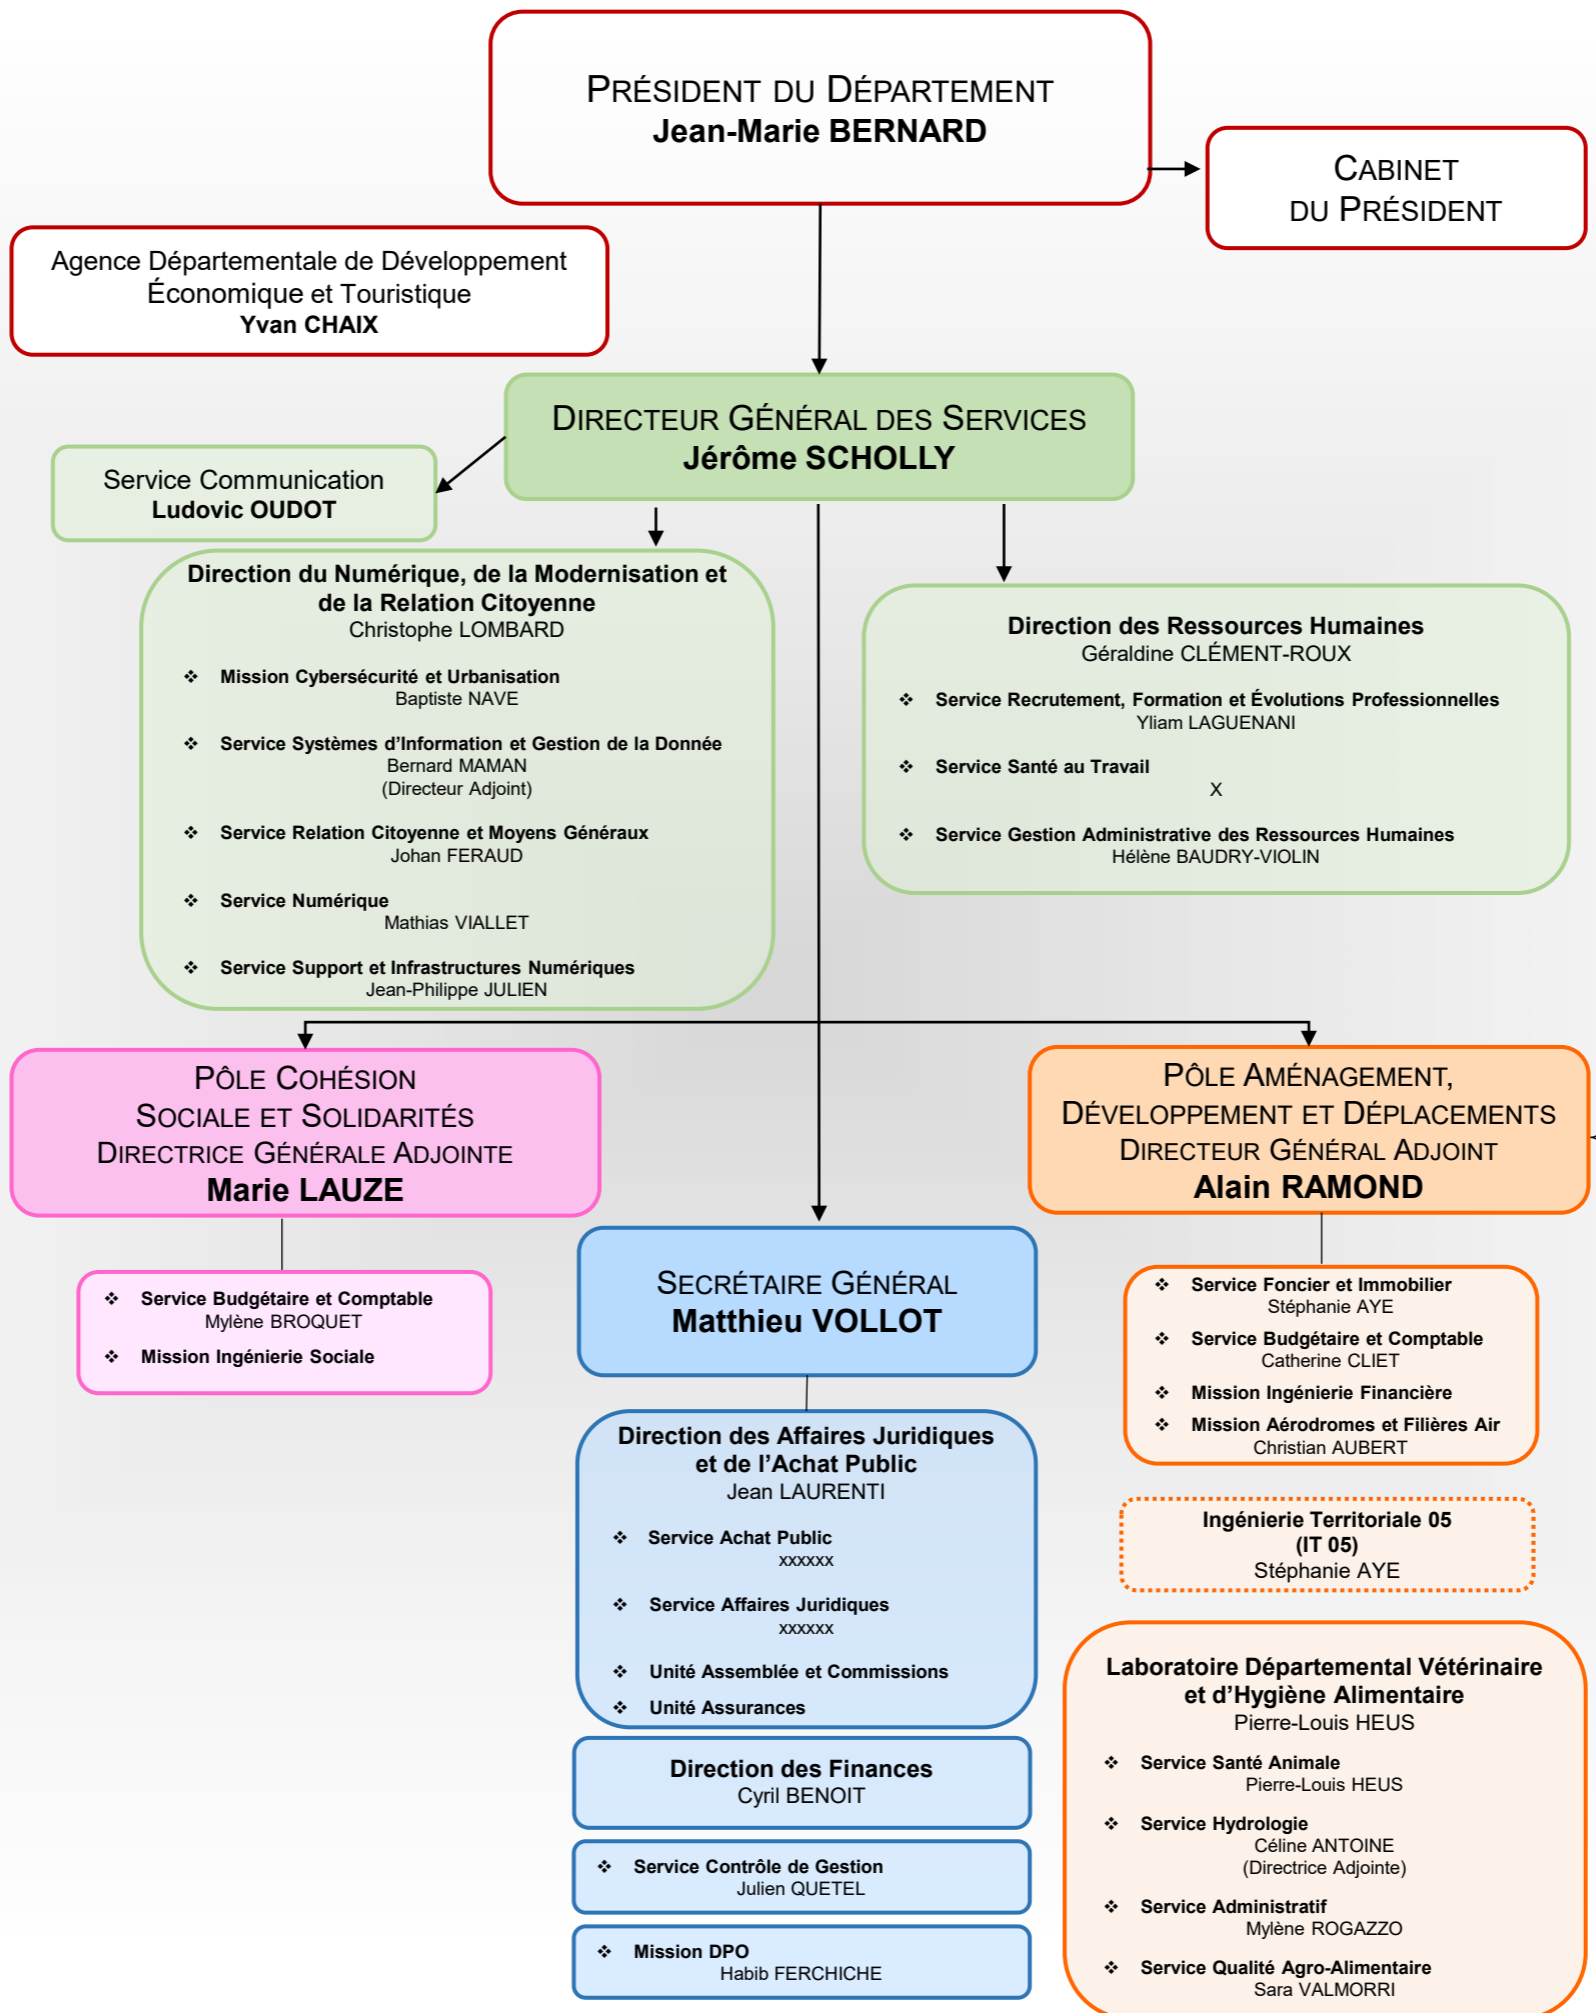 PRÉSIDENT DU DÉPARTEMENT
Jean-Marie BERNARD
CABINET
DU PRÉSIDENT
Agence Départementale de Développement
Économique et Touristique
Yvan CHAIX
DIRECTEUR GÉNÉRAL DES SERVICES
Jérôme SCHOLLY
Service Communication
Ludovic OUDOT
Direction du Numérique, de la Modernisation et
de la Relation Citoyenne
Christophe LOMBARD
❖ Mission Cybersécurité et Urbanisation
Baptiste NAVE
❖ Service Systèmes d'Information et Gestion de la Donnée
Bernard MAMAN
(Directeur Adjoint)
❖ Service Relation Citoyenne et Moyens Généraux
Johan FERAUD
❖ Service Numérique
Mathias VIALLET
❖ Service Support et Infrastructures Numériques
Jean-Philippe JULIEN
Direction des Ressources Humaines
Géraldine CLÉMENT-ROUX
❖ Service Recrutement, Formation et Évolutions Professionnelles
Yliam LAGUENANI
❖ Service Santé au Travail
X
❖ Service Gestion Administrative des Ressources Humaines
Hélène BAUDRY-VIOLIN
PÔLE COHÉSION
SOCIALE ET SOLIDARITÉS
DIRECTRICE GÉNÉRALE ADJOINTE
Marie LAUZE
❖ Service Budgétaire et Comptable
Mylène BROQUET
❖ Mission Ingénierie Sociale
SECRÉTAIRE GÉNÉRAL
Matthieu VOLLOT
Direction des Affaires Juridiques
et de l'Achat Public
Jean LAURENTI
❖ Service Achat Public
xxxxxx
❖ Service Affaires Juridiques
xxxxxx
❖ Unité Assemblée et Commissions
❖ Unité Assurances
Direction des Finances
Cyril BENOIT
❖ Service Contrôle de Gestion
Julien QUETEL
❖ Mission DPO
Habib FERCHICHE
PÔLE AMÉNAGEMENT,
DÉVELOPPEMENT ET DÉPLACEMENTS
DIRECTEUR GÉNÉRAL ADJOINT
Alain RAMOND
❖ Service Foncier et Immobilier
Stéphanie AYE
❖ Service Budgétaire et Comptable
Catherine CLIET
❖ Mission Ingénierie Financière
❖ Mission Aérodromes et Filières Air
Christian AUBERT
Ingénierie Territoriale 05
(IT 05)
Stéphanie AYE
Laboratoire Départemental Vétérinaire
et d'Hygiène Alimentaire
Pierre-Louis HEUS
❖ Service Santé Animale
Pierre-Louis HEUS
❖ Service Hydrologie
Céline ANTOINE
(Directrice Adjointe)
❖ Service Administratif
Mylène ROGAZZO
❖ Service Qualité Agro-Alimentaire
Sara VALMORRI